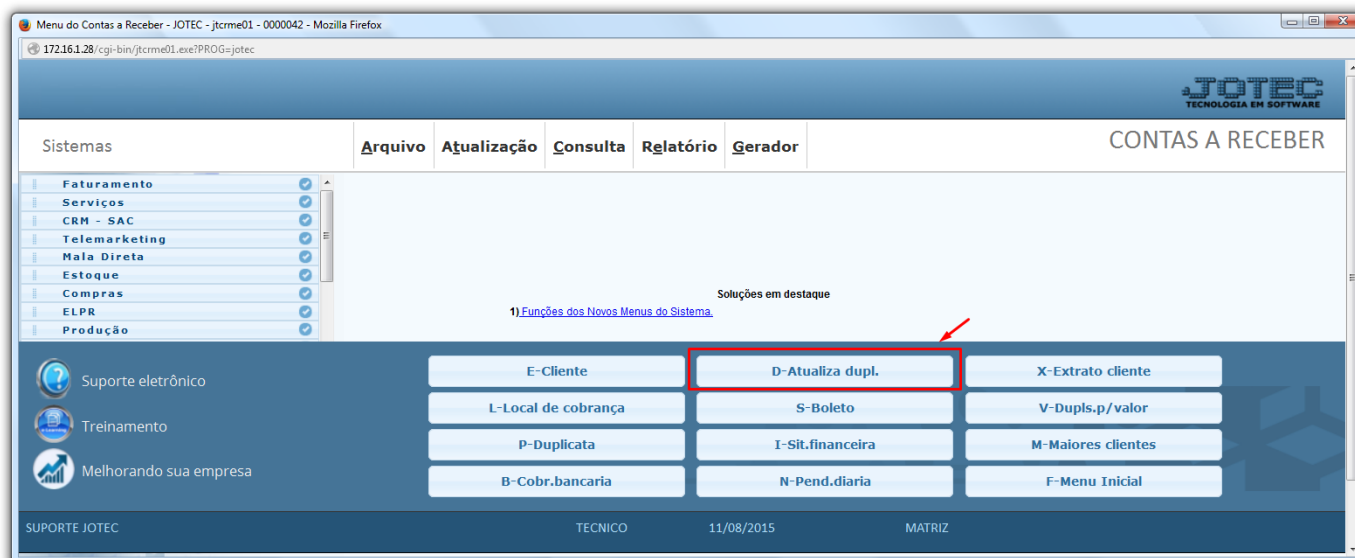 Menu do Contas a Receber - JOTEC - jtcrme01 - 0000042 - Mozilla Firefox
172.16.1.28/cgi-bin/jtcrme01.exe?PROG=jotec
JOTEC
TECNOLOGIA EM SOFTWARE
Sistemas
Arquivo Atualização Consulta Relatório Gerador
CONTAS A RECEBER
Faturamento
Serviços
CRM - SAC
Telemarketing
Mala Direta
Estoque
Compras
ELPR
Produção
Soluções em destaque
1) Funções dos Novos Menus do Sistema.
Suporte eletrônico
Treinamento
Melhorando sua empresa
E-Cliente D-Atualiza dupl. X-Extrato cliente
L-Local de cobrança S-Boleto V-Dupls.p/valor
P-Duplicata I-Sit.financeira M-Maiores clientes
B-Cobr.bancaria N-Pend.diaria F-Menu Inicial
SUPORTE JOTEC TECNICO 11/08/2015 MATRIZ